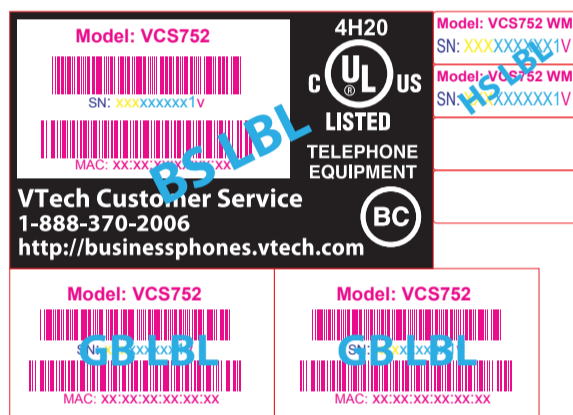 Model: VCS752
SN: xxxxxxxxx1v
MAC: xx:xx:xx:xx:xx:xx
BS LBL
4H20
C UL US
®
LISTED
TELEPHONE
EQUIPMENT
BC
VTech Customer Service
1-888-370-2006
http://businessphones.vtech.com
Model: VCS752 WM
SN: XXXXXXXXX1V
Model: VCS752 WM
SN: XXXXXXXXX1V
HS LBL
Model: VCS752
GB LBL
MAC: xx:xx:xx:xx:xx:xx
Model: VCS752
GB LBL
MAC: xx:xx:xx:xx:xx:xx